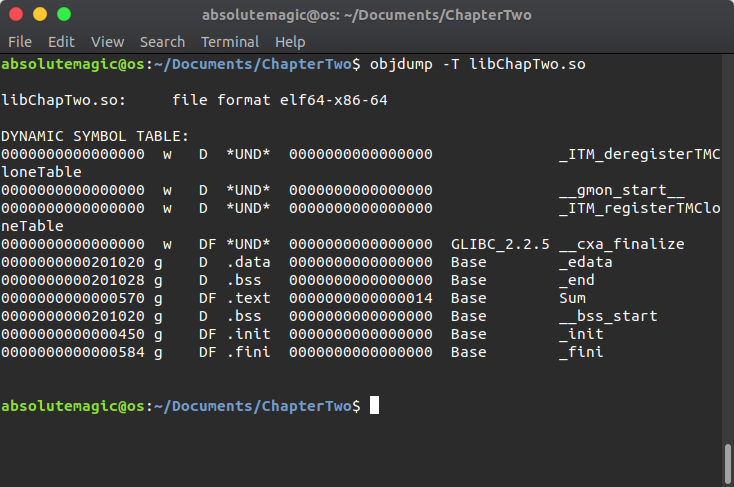 absolutemagic@os: ~/Documents/ChapterTwo
File Edit View Search Terminal Help
absolutemagic@os:~/Documents/ChapterTwo$ objdump -T libChapTwo.so

libChapTwo.so:     file format elf64-x86-64

DYNAMIC SYMBOL TABLE:
0000000000000000  w   D  *UND*  0000000000000000              _ITM_deregisterTMC
loneTable
0000000000000000  w   D  *UND*  0000000000000000              __gmon_start__
0000000000000000  w   D  *UND*  0000000000000000              _ITM_registerTMClo
neTable
0000000000000000  w   DF *UND*  0000000000000000  GLIBC_2.2.5 __cxa_finalize
0000000000201020 g    D  .data  0000000000000000  Base        _edata
0000000000201028 g    D  .bss   0000000000000000  Base        _end
0000000000000570 g    DF .text  0000000000000014  Base        Sum
0000000000201020 g    D  .bss   0000000000000000  Base        __bss_start
0000000000000450 g    DF .init  0000000000000000  Base        _init
0000000000000584 g    DF .fini  0000000000000000  Base        _fini

absolutemagic@os:~/Documents/ChapterTwo$